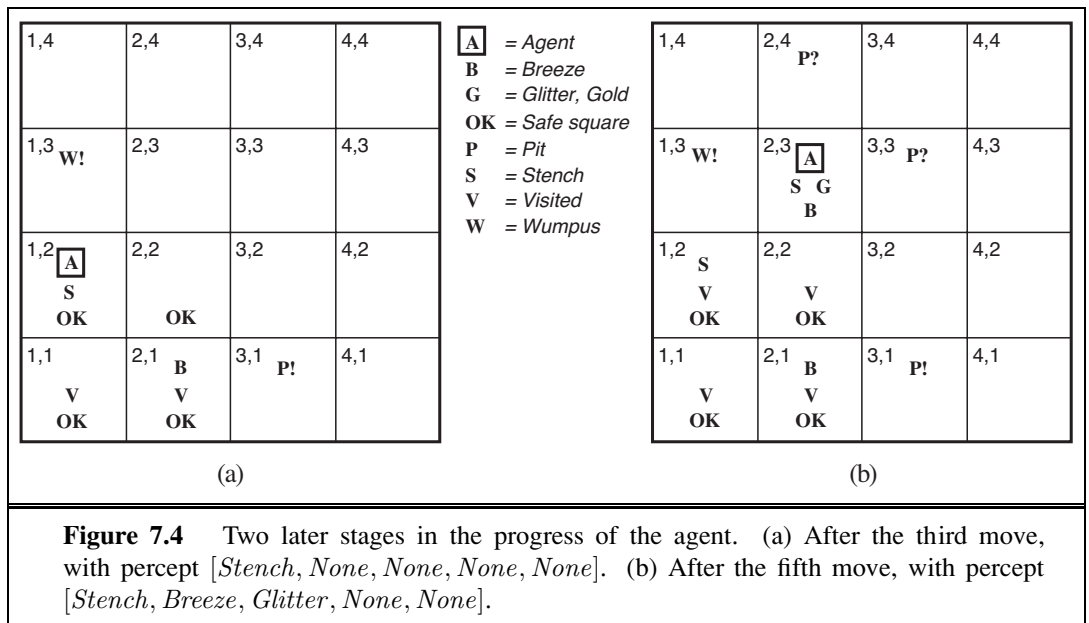 1,4 2,4 3,4 4,4
1,3 W! 2,3 3,3 4,3
1,2 A 2,2 3,2 4,2
S
OK OK
1,1 2,1 B 3,1 P! 4,1
V V
OK OK
(a)
A = Agent
B = Breeze
G = Glitter, Gold
OK = Safe square
P = Pit
S = Stench
V = Visited
W = Wumpus
1,4 2,4 P? 3,4 4,4
1,3 W! 2,3 A 3,3 P? 4,3
S G
B
1,2 S 2,2 3,2 4,2
V V
OK OK
1,1 2,1 B 3,1 P! 4,1
V V
OK OK
(b)
Figure 7.4 Two later stages in the progress of the agent. (a) After the third move,
with percept [Stench, None, None, None, None]. (b) After the fifth move, with percept
[Stench, Breeze, Glitter, None, None].